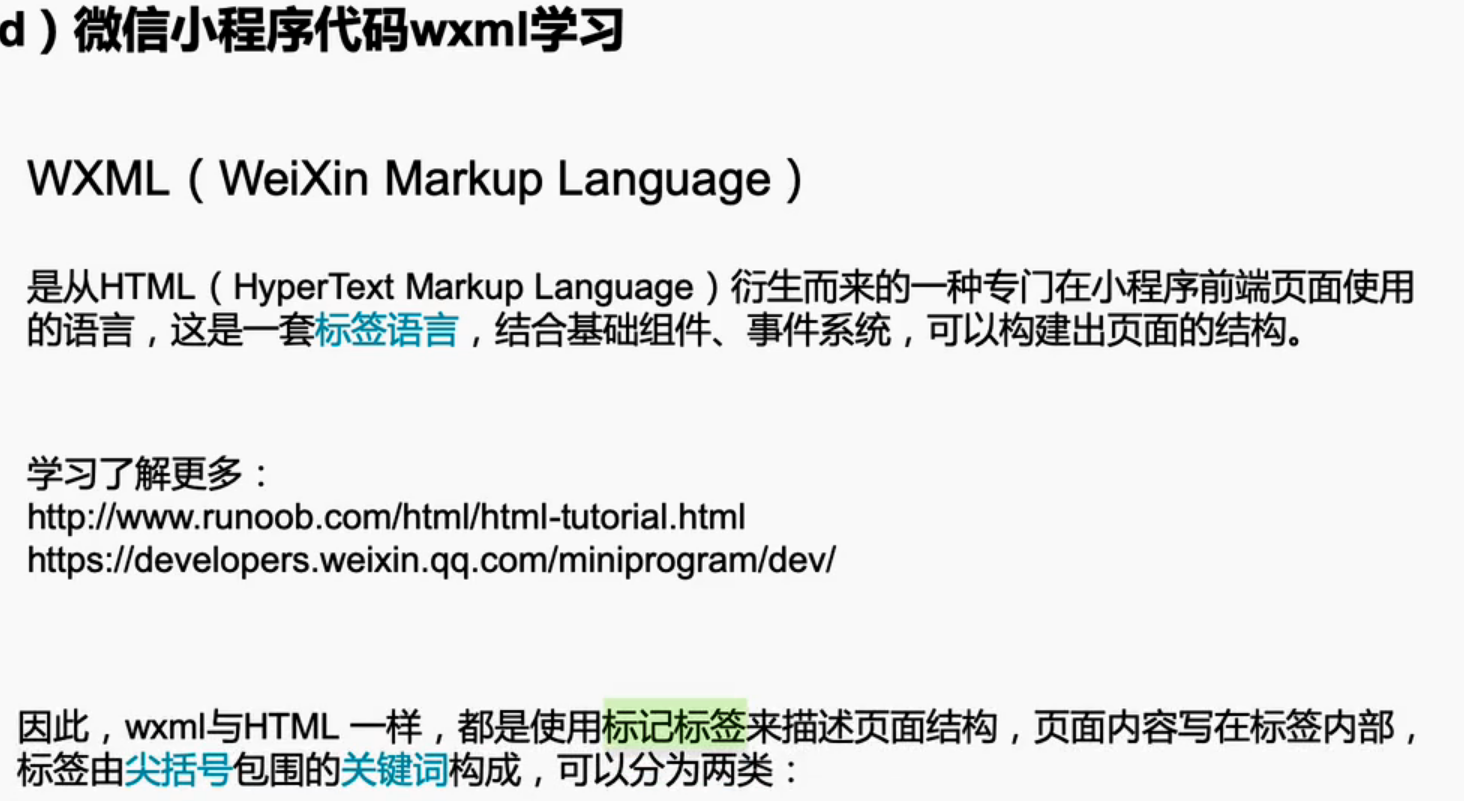 d）微信小程序代码wxml学习
WXML（WeiXin Markup Language）
是从HTML（HyperText Markup Language）衍生而来的一种专门在小程序前端页面使用
的语言，这是一套标签语言，结合基础组件、事件系统，可以构建出页面的结构。
学习了解更多：
http://www.runoob.com/html/html-tutorial.html
https://developers.weixin.qq.com/miniprogram/dev/
因此，wxml与HTML 一样，都是使用标记标签来描述页面结构，页面内容写在标签内部，
标签由尖括号包围的关键词构成，可以分为两类：